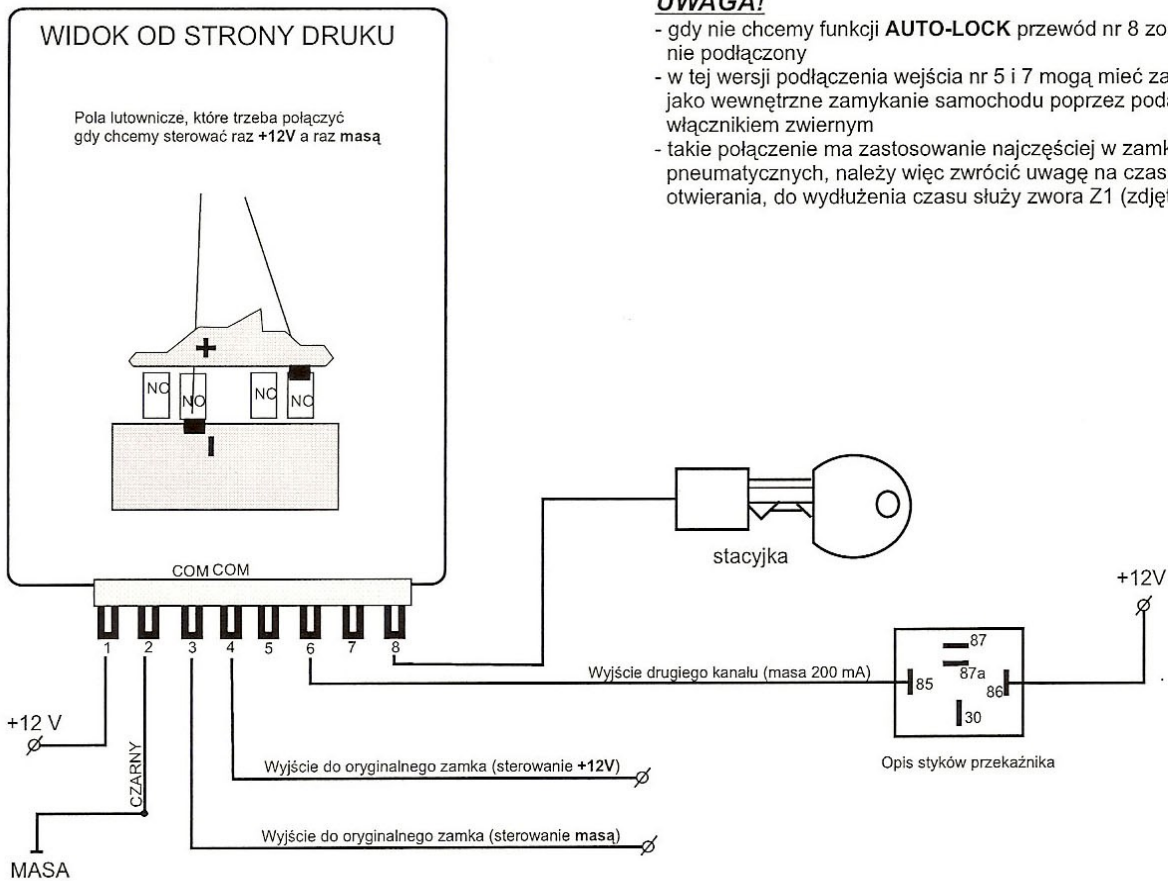 UWAGA!
- gdy nie chcemy funkcji AUTO-LOCK przewód nr 8 zo
nie podłączony
- w tej wersji podłączenia wejścia nr 5 i 7 mogą mieć za
jako wewnętrzne zamykanie samochodu poprzez poda
włącznikiem zwiernym
- takie połączenie ma zastosowanie najczęściej w zamk
pneumatycznych, należy więc zwrócić uwagę na czas
otwierania, do wydłużenia czasu służy zwora Z1 (zdjęt
WIDOK OD STRONY DRUKU
Pola lutownicze, które trzeba połączyć
gdy chcemy sterować raz +12V a raz masą
+
NC NO NC NO
-
COM COM
1 2 3 4 5 6 7 8
stacyjka
+12V
Wyjście drugiego kanału (masa 200 mA)
87
87a
85
86
30
Opis styków przekaźnika
+12 V
CZARNY
MASA
Wyjście do oryginalnego zamka (sterowanie +12V)
Wyjście do oryginalnego zamka (sterowanie masą)